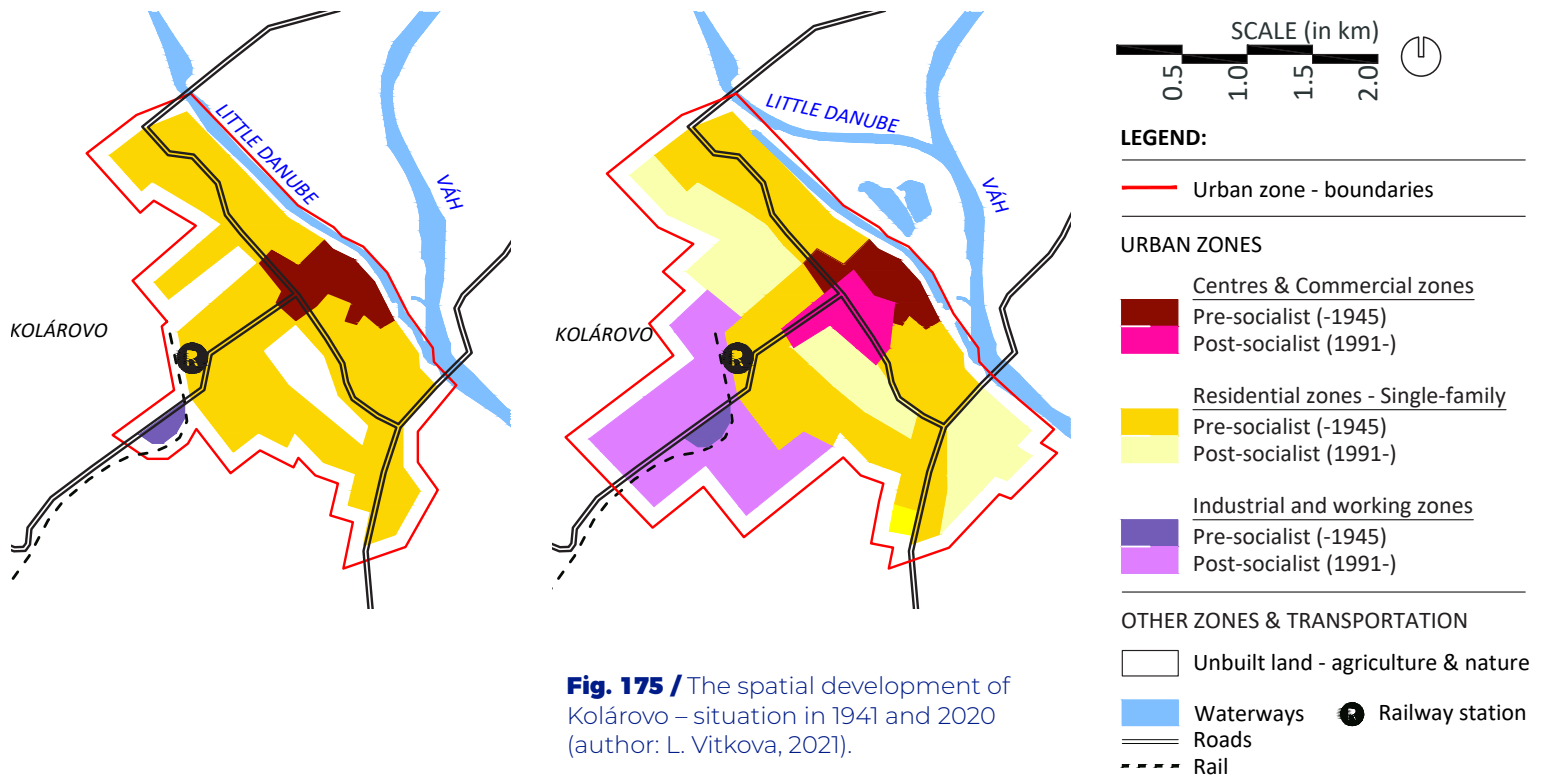 LITTLE DANUBE
VÁH
KOLÁROVO
R
LITTLE DANUBE
VÁH
KOLÁROVO
R
Fig. 175 / The spatial development of
Kolárovo – situation in 1941 and 2020
(author: L. Vitkova, 2021).
SCALE (in km)
0.5
1.0
1.5
2.0
LEGEND:
Urban zone - boundaries
URBAN ZONES
Centres & Commercial zones
Pre-socialist (-1945)
Post-socialist (1991-)
Residential zones - Single-family
Pre-socialist (-1945)
Post-socialist (1991-)
Industrial and working zones
Pre-socialist (-1945)
Post-socialist (1991-)
OTHER ZONES & TRANSPORTATION
Unbuilt land - agriculture & nature
Waterways R Railway station
Roads
Rail